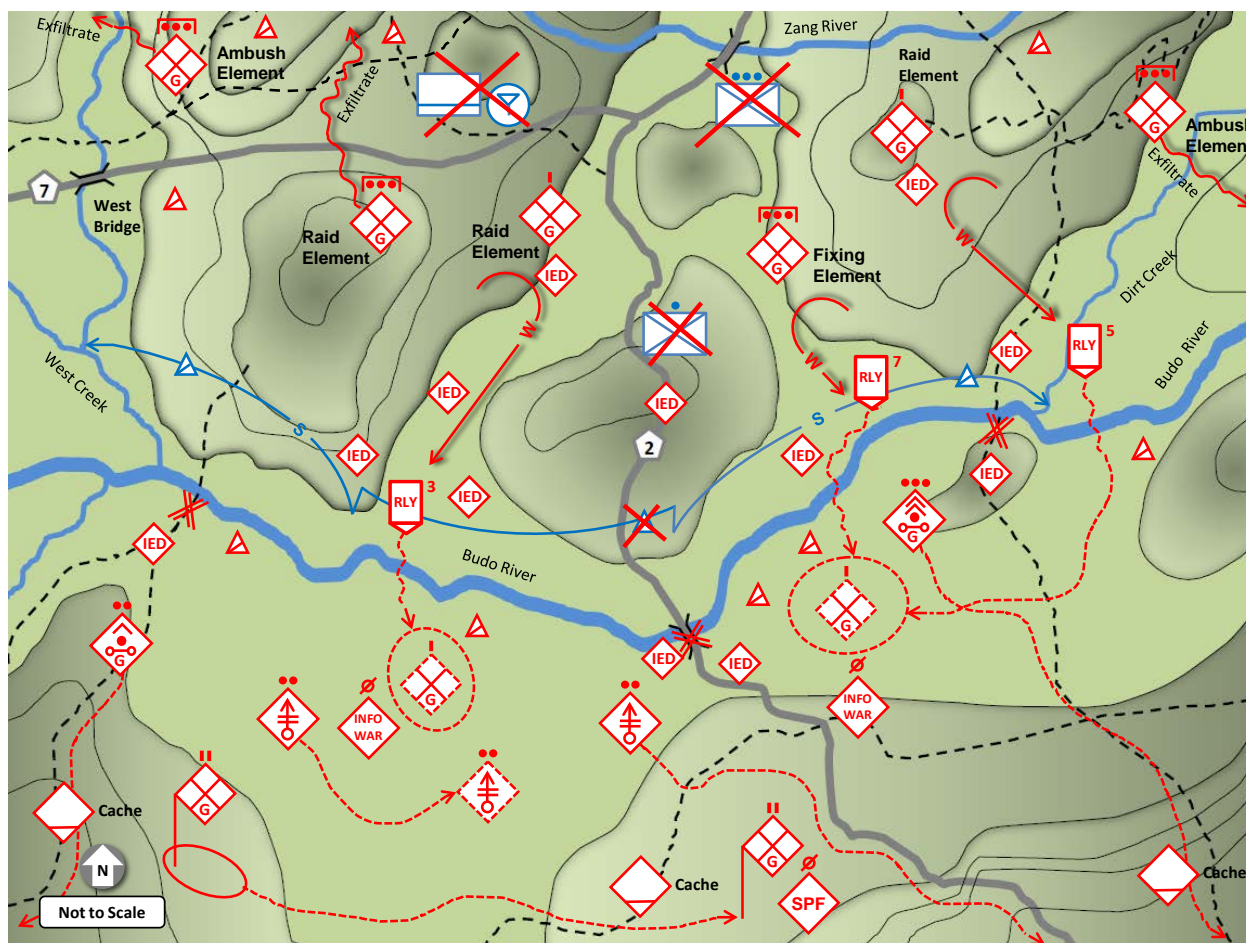 Exfiltrate
G
Ambush
Element
Exfiltrate
Zang River
Raid
Element
G
G
Ambush
Element
Exfiltrate
7
West
Bridge
IED
Raid
Element
G
Raid
Element
G
IED
W
G
Fixing
Element
W
Dirt Creek
W
IED
RLY
5
RLY
7
Budo River
West Creek
S
IED
IED
2
S
IED
IED
RLY
3
IED
IED
G
IED
Budo River
G
G
IED
IED
G
INFO
WAR
INFO
WAR
G
Cache
G
SPF
Cache
Cache
N
Not to Scale